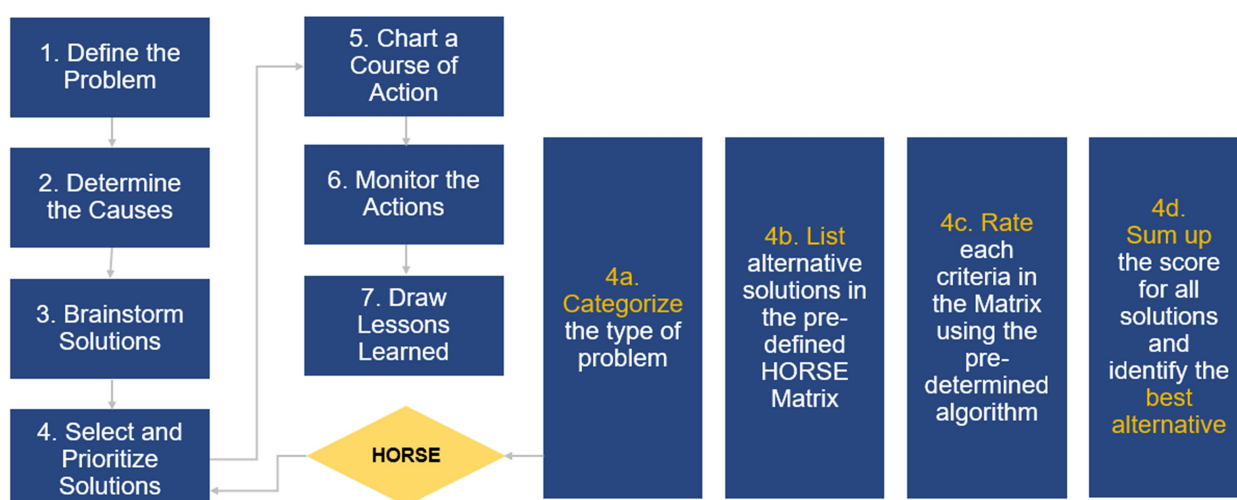 1. Define the
Problem
2. Determine
the Causes
3. Brainstorm
Solutions
4. Select and
Prioritize
Solutions
5. Chart a
Course of
Action
6. Monitor the
Actions
7. Draw
Lessons
Learned
HORSE
4a.
Categorize
the type of
problem
4b. List
alternative
solutions in
the pre-
defined
HORSE
Matrix
4c. Rate
each
criteria in
the Matrix
using the
pre-
determined
algorithm
4d.
Sum up
the score
for all
solutions
and
identify the
best
alternative